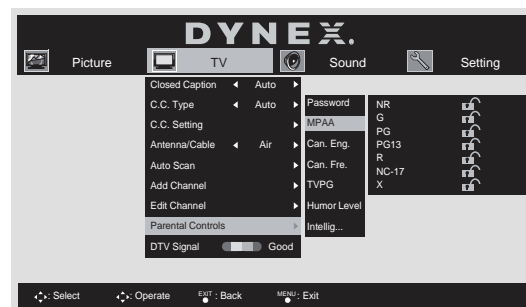 DYNEX.
Picture TV Sound Setting
Closed Caption Auto
C.C. Type Auto
C.C. Setting
Antenna/Cable Air
Auto Scan
Add Channel
Edit Channel
Parental Controls
DTV Signal Good
Password
MPAA
Can. Eng.
Can. Fre.
TVPG
Humor Level
Intellig...
NR
G
PG
PG13
R
NC-17
X
: Select : Operate EXIT : Back MENU : Exit